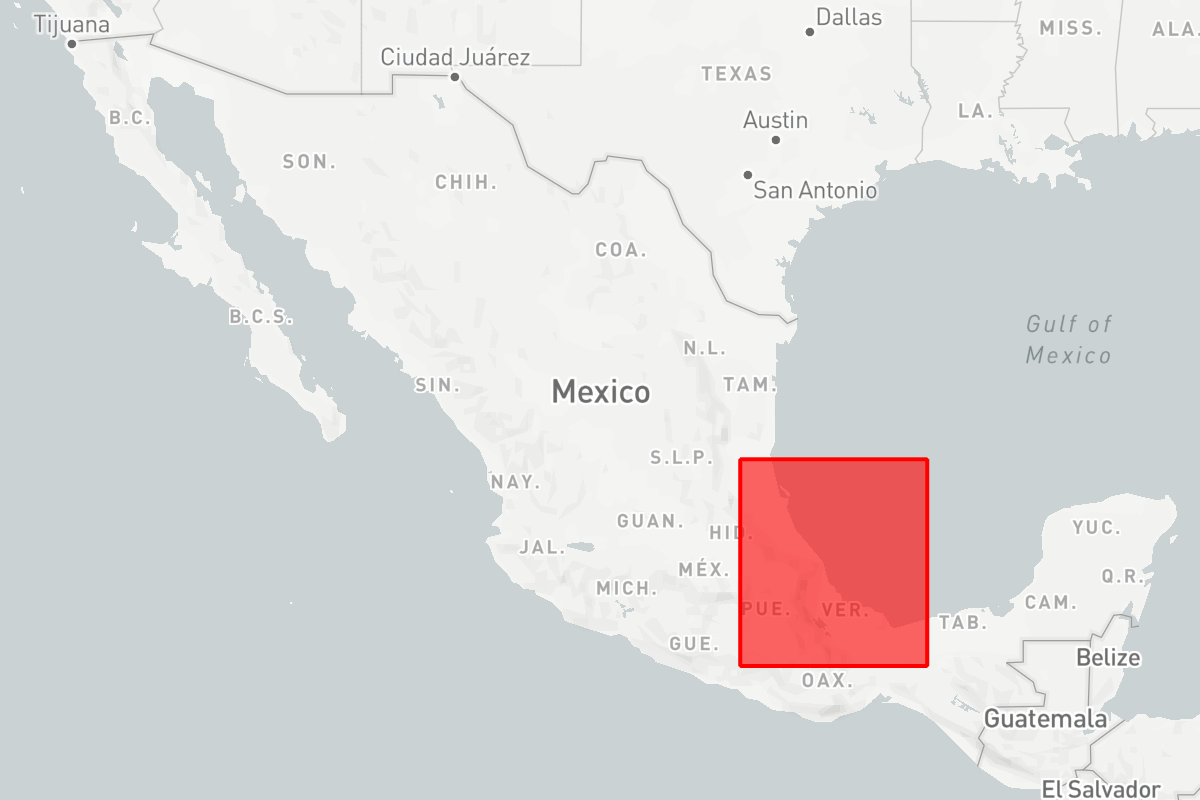 Tijuana
Dallas
MISS.
ALA.
Ciudad Juárez
TEXAS
B.C.
Austin
LA.
SON.
CHIH.
San Antonio
COA.
B.C.S.
Gulf of
Mexico
N.L.
SIN.
Mexico
TAM.
S.L.P.
NAY.
GUAN.
HID.
YUC.
JAL.
MÉX.
Q.R.
MICH.
PUE.
VER.
CAM.
TAB.
GUE.
Belize
OAX.
Guatemala
El Salvador